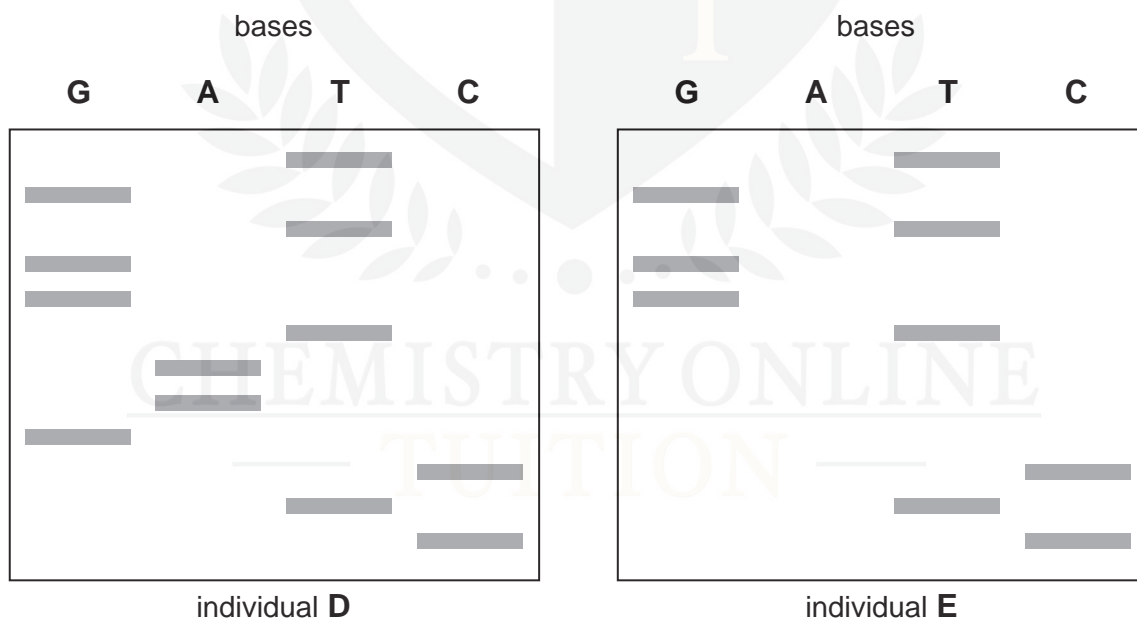 bases bases
G A T C G A T C
CHEMISTRY ONLINE
TUITION
individual D individual E